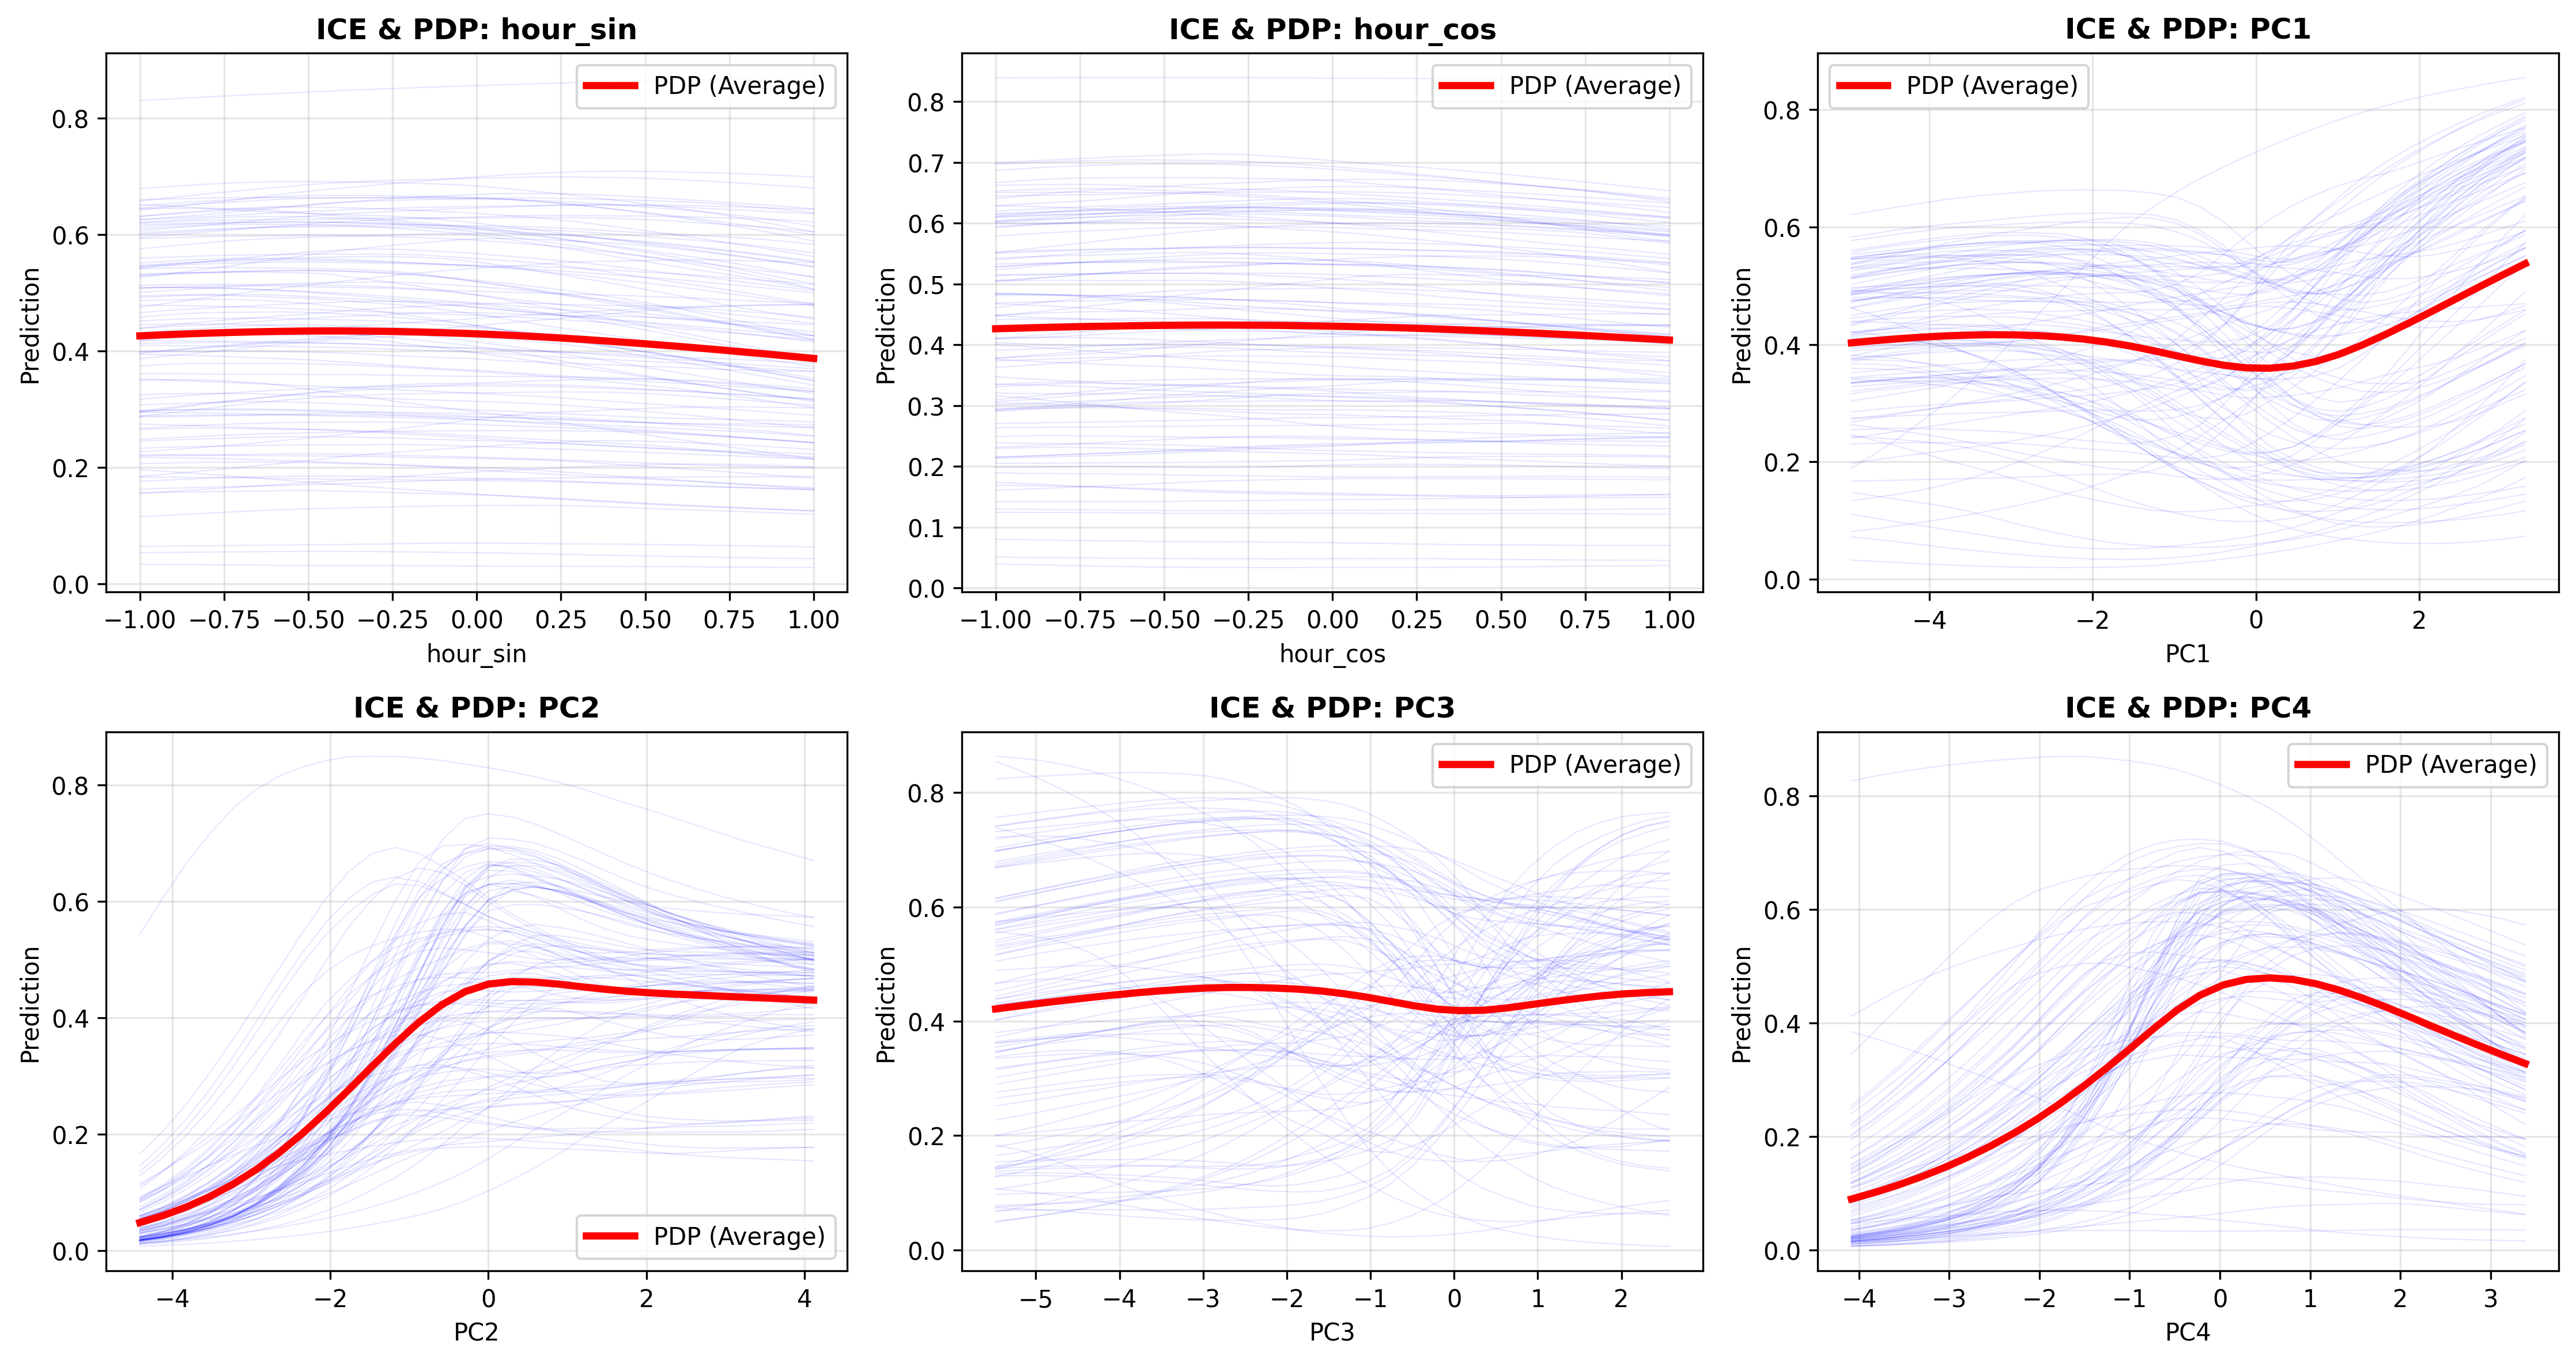 ICE & PDP: hour_sin
PDP (Average)
0.8
0.6
0.4
0.2
0.0
Prediction
−1.00 −0.75 −0.50 −0.25 0.00 0.25 0.50 0.75 1.00
hour_sin
ICE & PDP: hour_cos
PDP (Average)
0.8
0.7
0.6
0.5
0.4
0.3
0.2
0.1
0.0
Prediction
−1.00 −0.75 −0.50 −0.25 0.00 0.25 0.50 0.75 1.00
hour_cos
ICE & PDP: PC1
PDP (Average)
0.8
0.6
0.4
0.2
0.0
Prediction
−4 −2 0 2
PC1
ICE & PDP: PC2
0.8
0.6
0.4
0.2
0.0
Prediction
PDP (Average)
−4 −2 0 2 4
PC2
ICE & PDP: PC3
PDP (Average)
0.8
0.6
0.4
0.2
0.0
Prediction
−5 −4 −3 −2 −1 0 1 2
PC3
ICE & PDP: PC4
PDP (Average)
0.8
0.6
0.4
0.2
0.0
Prediction
−4 −3 −2 −1 0 1 2 3
PC4